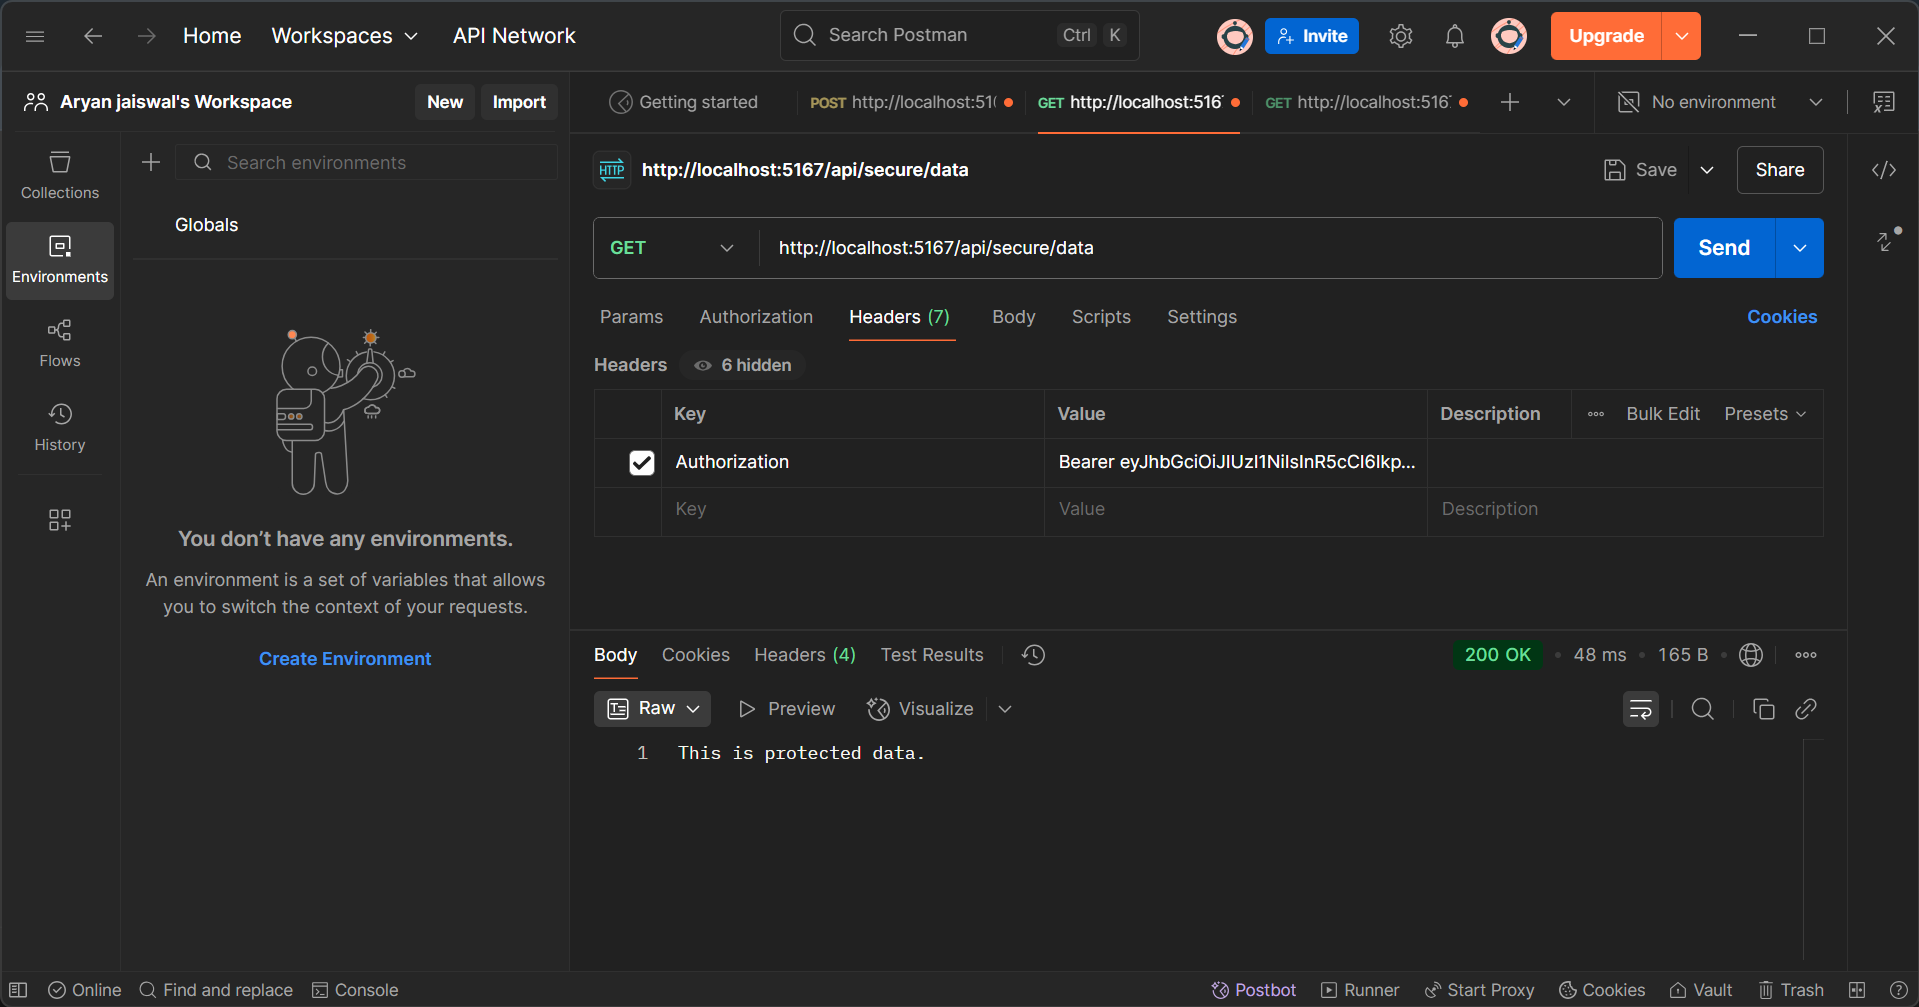 Home
Workspaces
API Network
Search Postman
Ctrl K
Invite
Upgrade
Aryan jaiswal's Workspace
New
Import
Getting started
POST http://localhost:51
GET http://localhost:516
GET http://localhost:516
No environment
Collections
Environments
Flows
History
Search environments
Globals
You don’t have any environments.
An environment is a set of variables that allows
you to switch the context of your requests.
Create Environment
HTTP
http://localhost:5167/api/secure/data
Save
Share
GET
http://localhost:5167/api/secure/data
Send
Params
Authorization
Headers (7)
Body
Scripts
Settings
Cookies
Headers
6 hidden
Key
Value
Description
Bulk Edit
Presets
Authorization
Bearer eyJhbGciOiJIUzI1NiIsInR5cCI6Ikp...
Key
Value
Description
Body
Cookies
Headers (4)
Test Results
200 OK
48 ms
165 B
Raw
Preview
Visualize
1 This is protected data.
Online
Find and replace
Console
Postbot
Runner
Start Proxy
Cookies
Vault
Trash